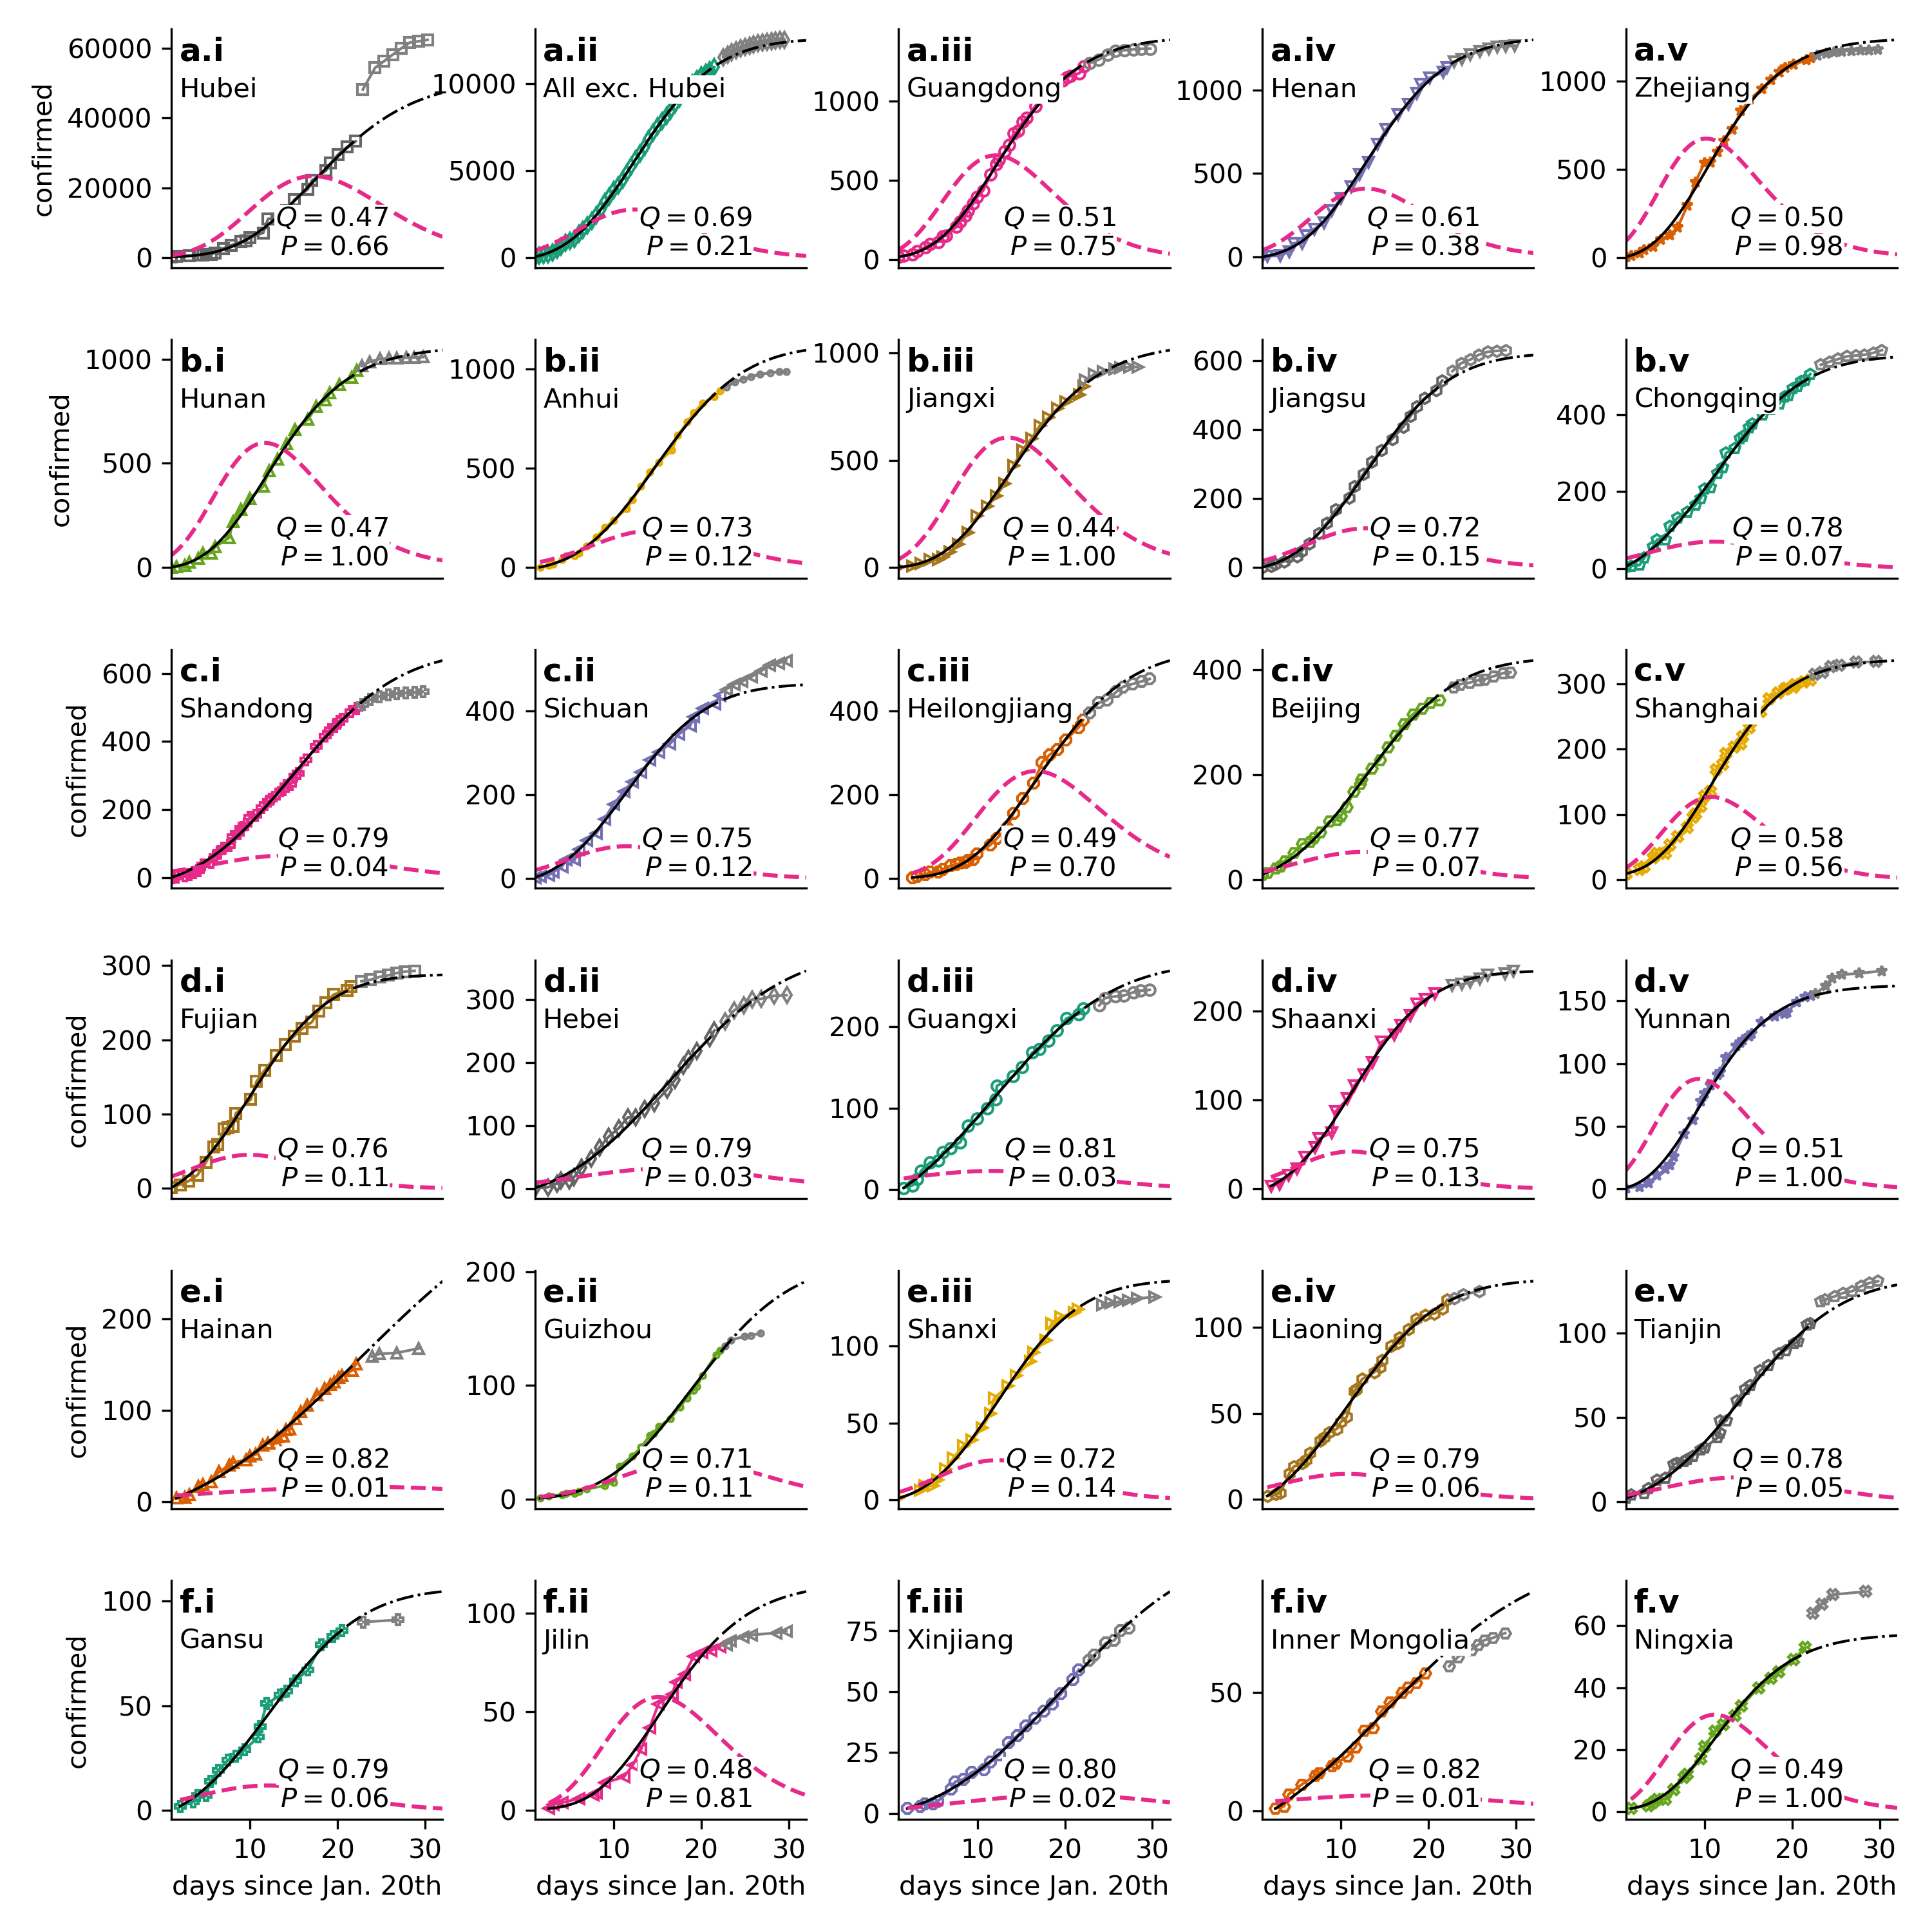 a.i
Hubei
confirmed
60000
40000
20000
0
Q = 0.47
P = 0.66
a.ii
All exc. Hubei
10000
5000
0
Q = 0.69
P = 0.21
a.iii
Guangdong
1000
500
0
Q = 0.51
P = 0.75
a.iv
Henan
1000
500
0
Q = 0.61
P = 0.38
a.v
Zhejiang
1000
500
0
Q = 0.50
P = 0.98
b.i
Hunan
confirmed
1000
500
0
Q = 0.47
P = 1.00
b.ii
Anhui
1000
500
0
Q = 0.73
P = 0.12
b.iii
Jiangxi
1000
500
0
Q = 0.44
P = 1.00
b.iv
Jiangsu
600
400
200
0
Q = 0.72
P = 0.15
b.v
Chongqing
400
200
0
Q = 0.78
P = 0.07
c.i
Shandong
confirmed
600
400
200
0
Q = 0.79
P = 0.04
c.ii
Sichuan
400
200
0
Q = 0.75
P = 0.12
c.iii
Heilongjiang
400
200
0
Q = 0.49
P = 0.70
c.iv
Beijing
400
200
0
Q = 0.77
P = 0.07
c.v
Shanghai
300
200
100
0
Q = 0.58
P = 0.56
d.i
Fujian
confirmed
300
200
100
0
Q = 0.76
P = 0.11
d.ii
Hebei
300
200
100
0
Q = 0.79
P = 0.03
d.iii
Guangxi
200
100
0
Q = 0.81
P = 0.03
d.iv
Shaanxi
200
100
0
Q = 0.75
P = 0.13
d.v
Yunnan
150
100
50
0
Q = 0.51
P = 1.00
e.i
Hainan
confirmed
200
100
0
Q = 0.82
P = 0.01
e.ii
Guizhou
200
100
0
Q = 0.71
P = 0.11
e.iii
Shanxi
100
50
0
Q = 0.72
P = 0.14
e.iv
Liaoning
100
50
0
Q = 0.79
P = 0.06
e.v
Tianjin
100
50
0
Q = 0.78
P = 0.05
f.i
Gansu
confirmed
100
50
0
Q = 0.79
P = 0.06
10 20 30
days since Jan. 20th
f.ii
Jilin
100
50
0
Q = 0.48
P = 0.81
10 20 30
days since Jan. 20th
f.iii
Xinjiang
75
50
25
0
Q = 0.80
P = 0.02
10 20 30
days since Jan. 20th
f.iv
Inner Mongolia
50
0
Q = 0.82
P = 0.01
10 20 30
days since Jan. 20th
f.v
Ningxia
60
40
20
0
Q = 0.49
P = 1.00
10 20 30
days since Jan. 20th